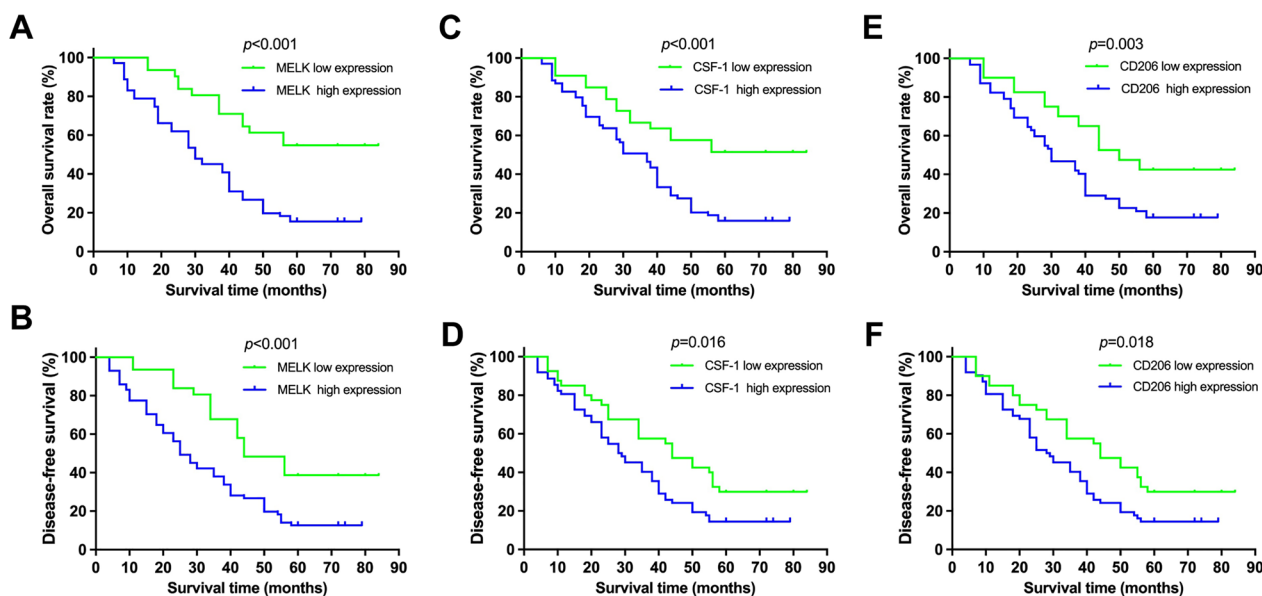 A
p<0.001
MELK low expression
MELK high expression
Overall survival rate (%)
100
80
60
40
20
0
0 10 20 30 40 50 60 70 80 90
Survival time (months)
B
p<0.001
MELK low expression
MELK high expression
Disease-free survival (%)
100
80
60
40
20
0
0 10 20 30 40 50 60 70 80 90
Survival time (months)
C
p<0.001
CSF-1 low expression
CSF-1 high expression
Overall survival rate (%)
100
80
60
40
20
0
0 10 20 30 40 50 60 70 80 90
Survival time (months)
D
p=0.016
CSF-1 low expression
CSF-1 high expression
Disease-free survival (%)
100
80
60
40
20
0
0 10 20 30 40 50 60 70 80 90
Survival time (months)
E
p=0.003
CD206 low expression
CD206 high expression
Overall survival rate (%)
100
80
60
40
20
0
0 10 20 30 40 50 60 70 80 90
Survival time (months)
F
p=0.018
CD206 low expression
CD206 high expression
Disease-free survival (%)
100
80
60
40
20
0
0 10 20 30 40 50 60 70 80 90
Survival time (months)